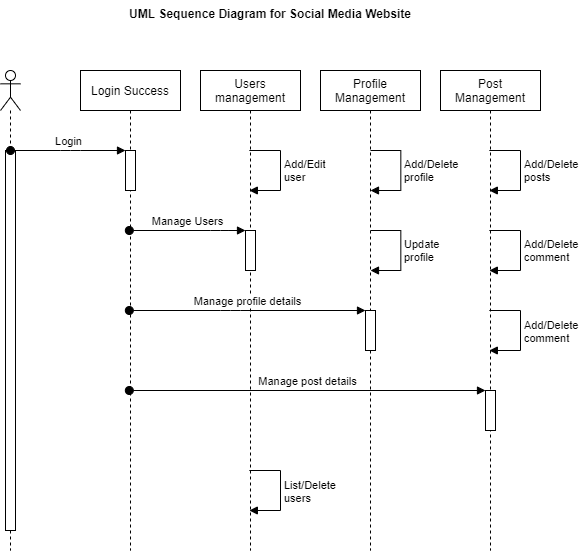 UML Sequence Diagram for Social Media Website
Login Success
Users
management
Profile
Management
Post
Management
Login
Add/Edit
user
Add/Delete
profile
Add/Delete
posts
Manage Users
Update
profile
Add/Delete
comment
Manage profile details
Add/Delete
comment
Manage post details
List/Delete
users